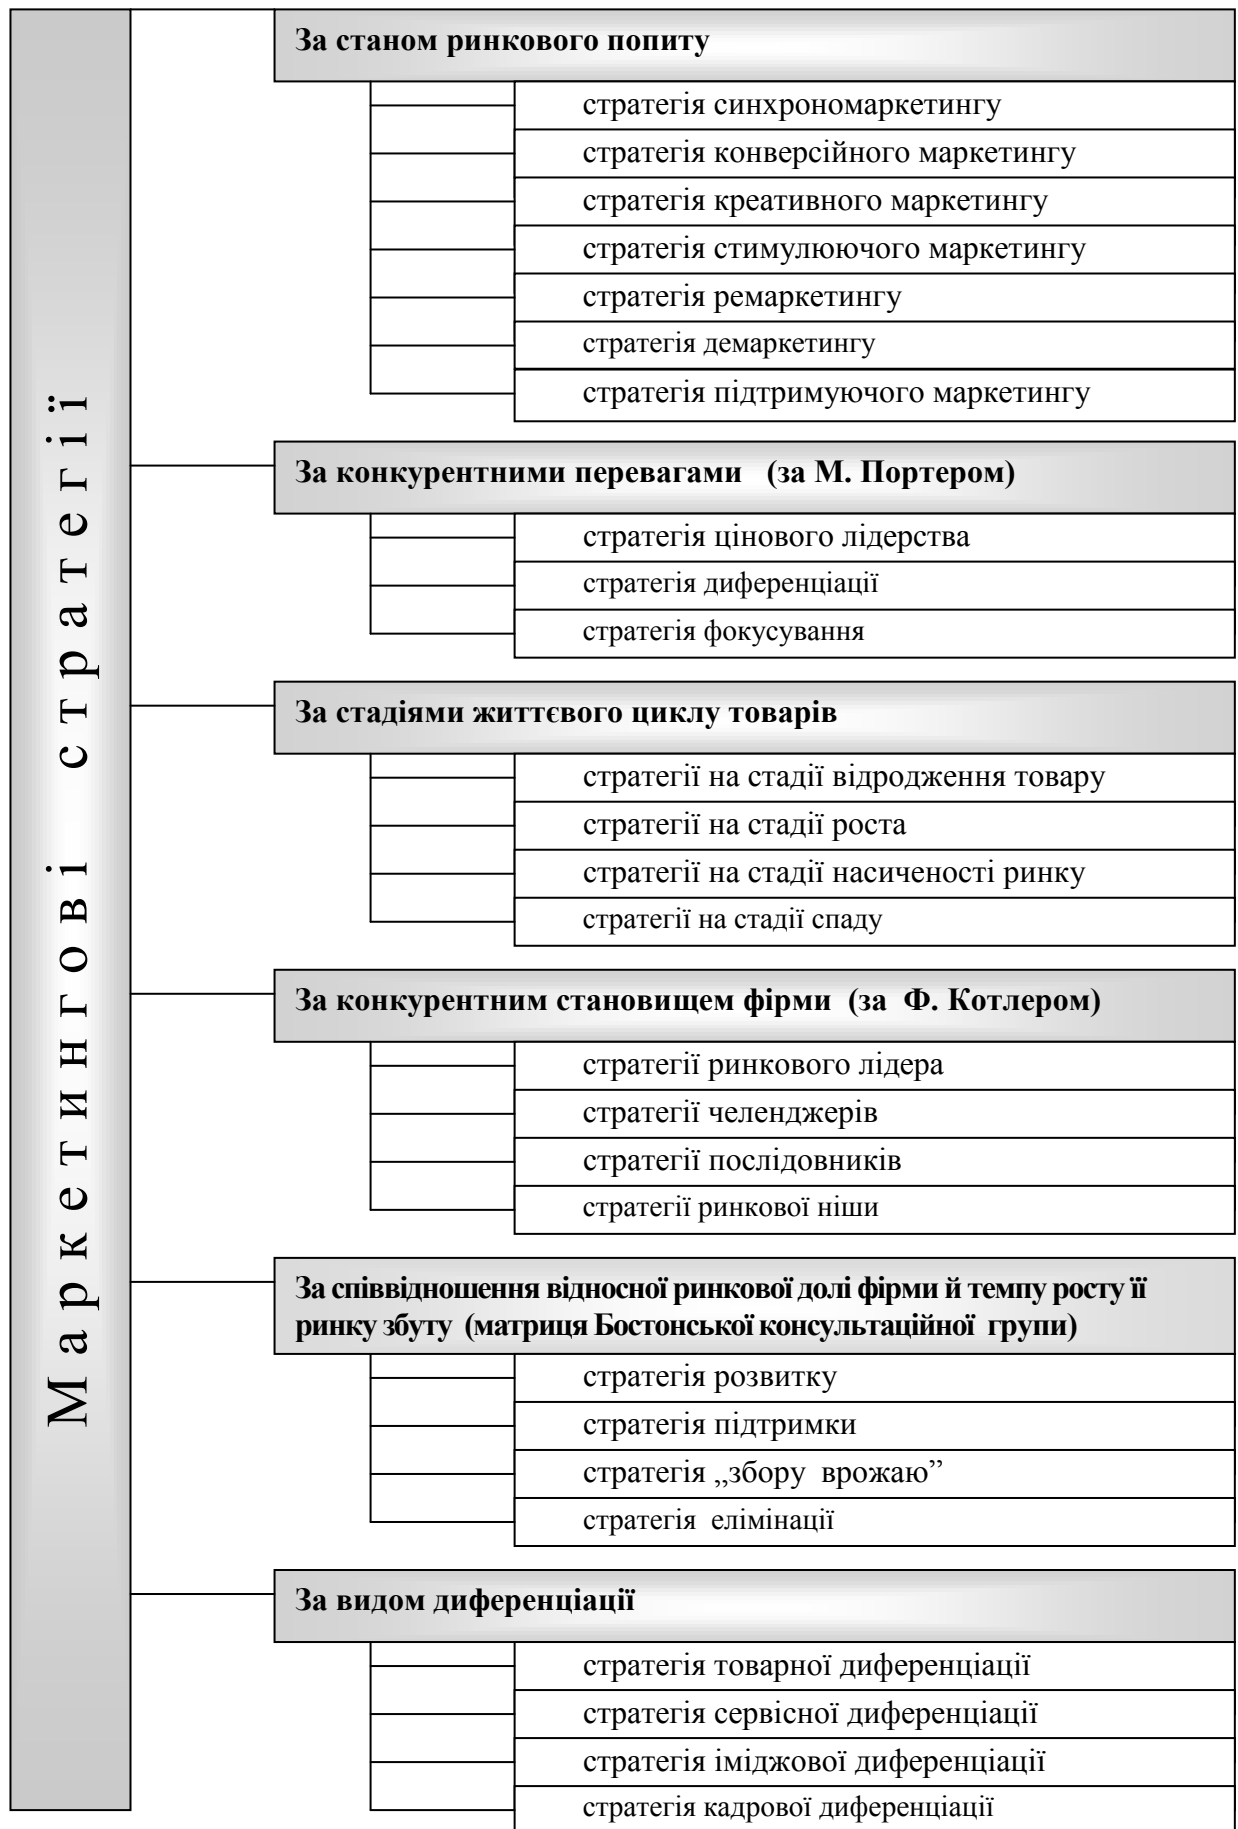 Маркетингові стратегії
За станом ринкового попиту
стратегія синхрономаркетингу
стратегія конверсійного маркетингу
стратегія креативного маркетингу
стратегія стимулюючого маркетингу
стратегія ремаркетингу
стратегія демаркетингу
стратегія підтримуючого маркетингу
За конкурентними перевагами (за М. Портером)
стратегія цінового лідерства
стратегія диференціації
стратегія фокусування
За стадіями життєвого циклу товарів
стратегії на стадії відродження товару
стратегії на стадії роста
стратегії на стадії насиченості ринку
стратегії на стадії спаду
За конкурентним становищем фірми (за Ф. Котлером)
стратегії ринкового лідера
стратегії челенджерів
стратегії послідовників
стратегії ринкової ніши
За співвідношення відносної ринкової долі фірми й темпу росту її
ринку збуту (матриця Бостонської консультаційної групи)
стратегія розвитку
стратегія підтримки
стратегія „збору врожаю”
стратегія елімінації
За видом диференціації
стратегія товарної диференціації
стратегія сервісної диференціації
стратегія іміджової диференціації
стратегія кадрової диференціації